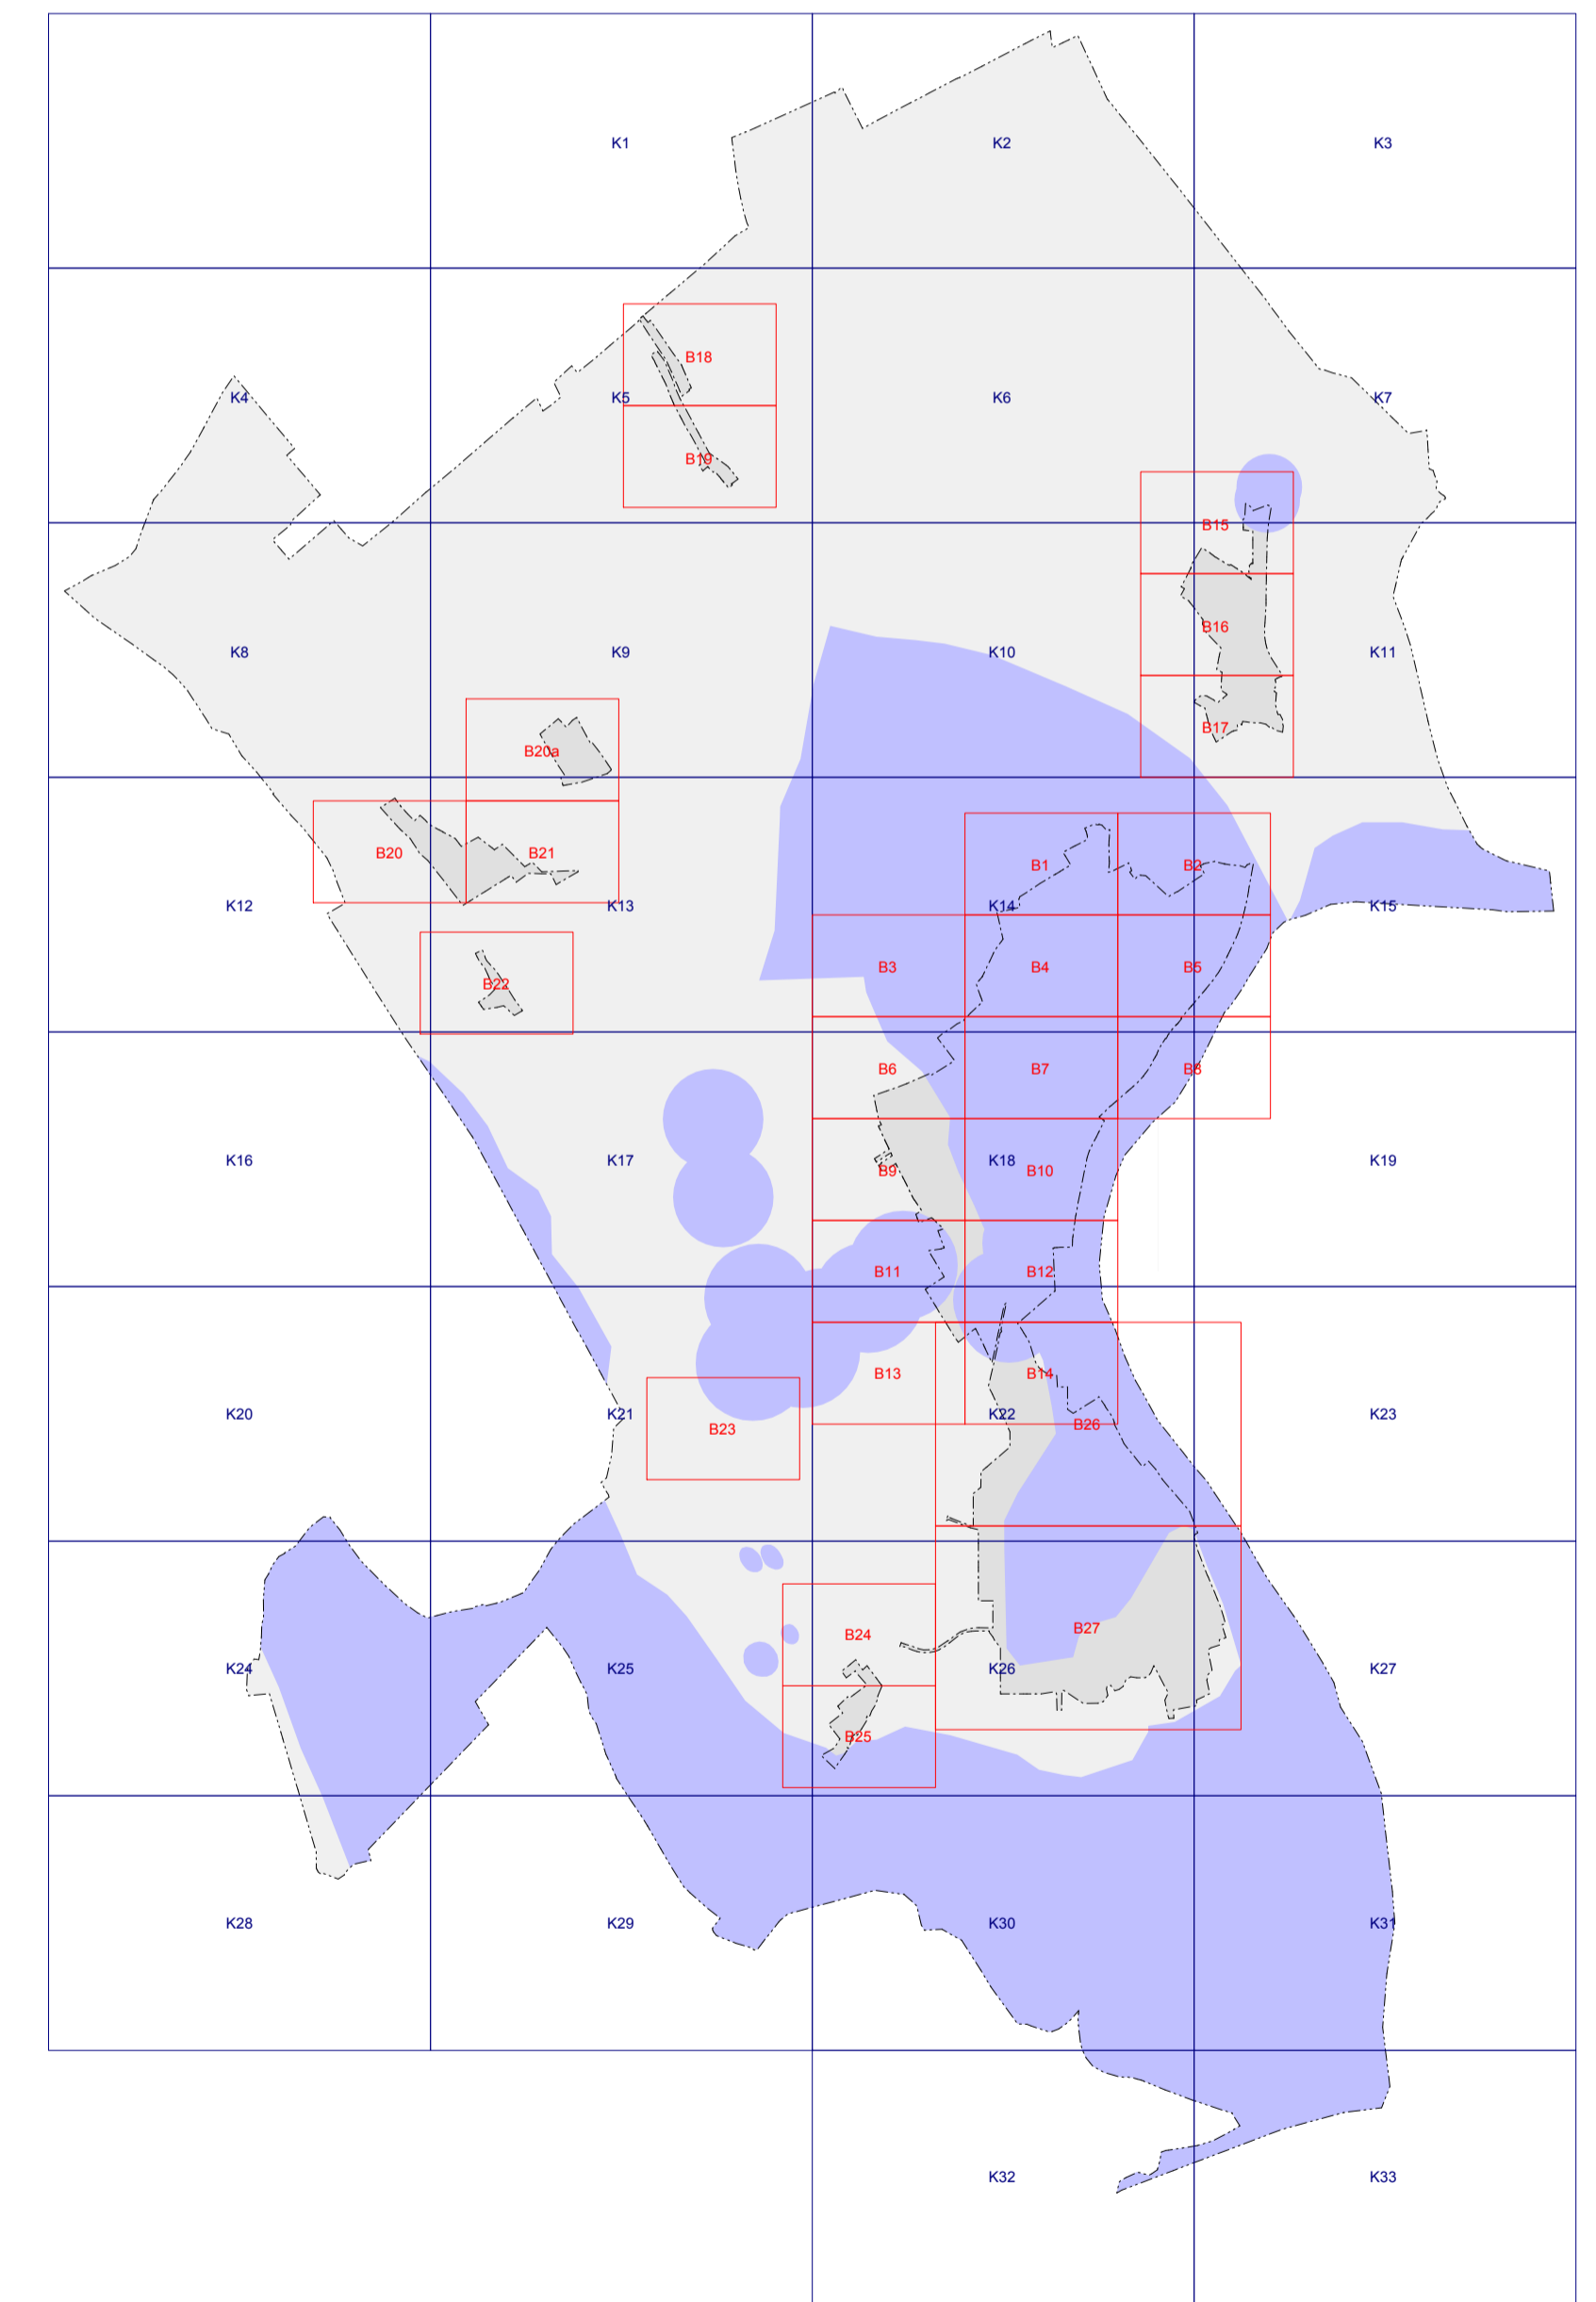 K1 K2 K3
B18
K4 K5 K6 K7
B19
B15
B16
K8 K9 K10 K11
B17
B20a
B20 B21 B1 B2
K12 K13 K14 K15
B3 B4 B5
B22
B6 B7 B8
K16 K17 K18 K19
B9 B10
B11 B12
B13 B14
K20 K21 K22 K23
B23 B26
B24 B27
K24 K25 K26 K27
B25
K28 K29 K30 K31
K32 K33